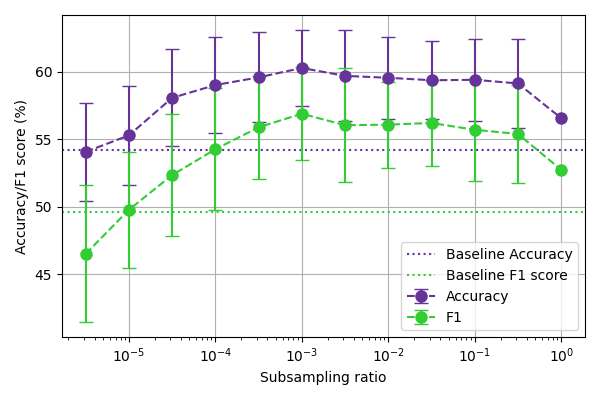 Accuracy/F1 score (%)
60
55
50
45
Baseline Accuracy
Baseline F1 score
Accuracy
F1
10⁻⁵ 10⁻⁴ 10⁻³ 10⁻² 10⁻¹ 10⁰
Subsampling ratio